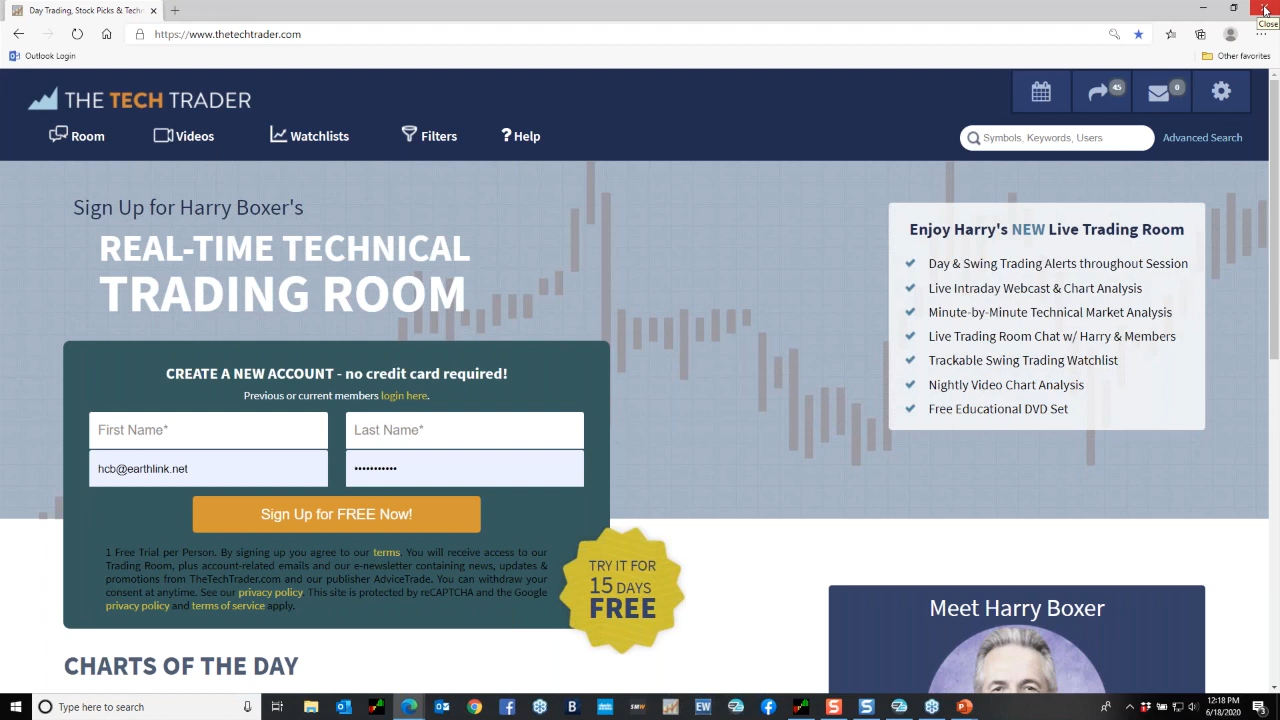 Day Trading, Stock Picks & Tech
Close
https://www.thetechtrader.com
Outlook Login
Other favorites
THE TECH TRADER
45
0
Room
Videos
Watchlists
Filters
? Help
Symbols, Keywords, Users
Advanced Search
Sign Up for Harry Boxer's
REAL-TIME TECHNICAL
TRADING ROOM
Enjoy Harry's NEW Live Trading Room
Day & Swing Trading Alerts throughout Session
Live Intraday Webcast & Chart Analysis
Minute-by-Minute Technical Market Analysis
Live Trading Room Chat w/ Harry & Members
Trackable Swing Trading Watchlist
Nightly Video Chart Analysis
Free Educational DVD Set
CREATE A NEW ACCOUNT - no credit card required!
Previous or current members login here.
First Name*
Last Name*
hcb@earthlink.net
•••••••••••
Sign Up for FREE Now!
1 Free Trial per Person. By signing up you agree to our terms. You will receive access to our
Trading Room, plus account-related emails and our e-newsletter containing news, updates &
promotions from TheTechTrader.com and our publisher AdviceTrade. You can withdraw your
consent at anytime. See our privacy policy. This site is protected by reCAPTCHA and the Google
privacy policy and terms of service apply.
TRY IT FOR
15 DAYS
FREE
Meet Harry Boxer
CHARTS OF THE DAY
Type here to search
SMW
EW
12:18 PM
6/18/2020